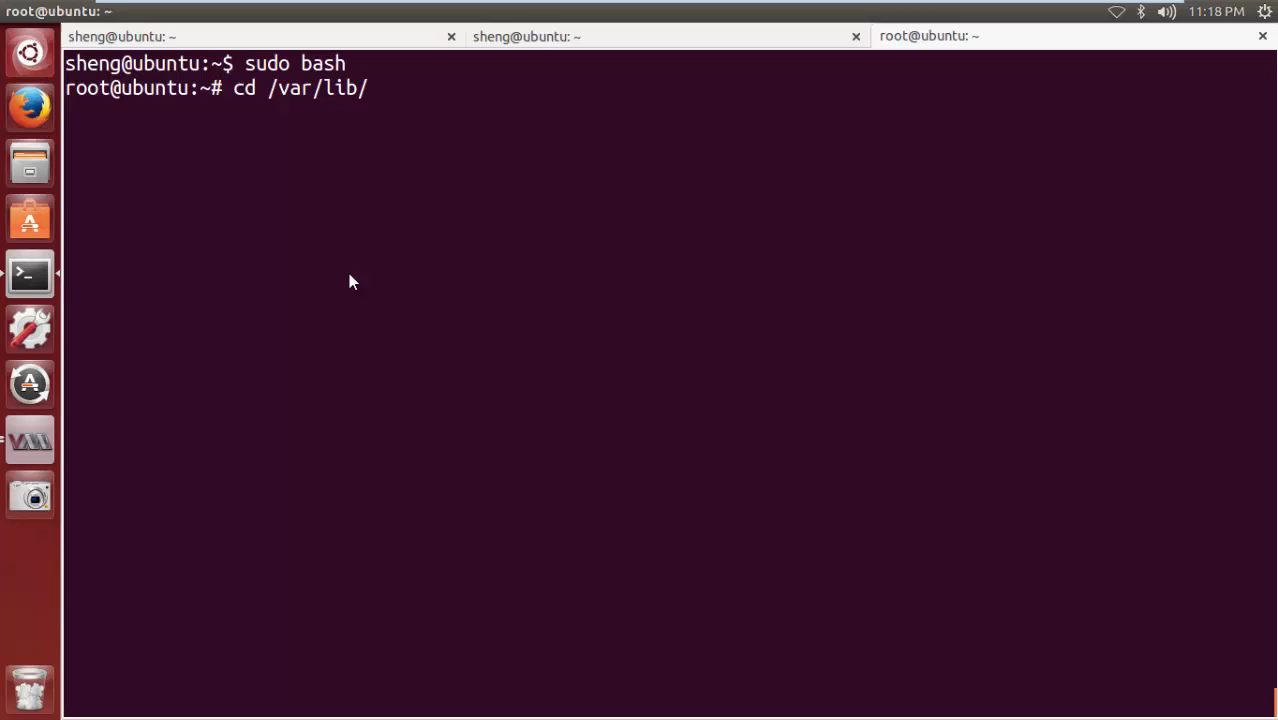 root@ubuntu: ~
11:18 PM
sheng@ubuntu: ~
sheng@ubuntu: ~
root@ubuntu: ~
sheng@ubuntu:~$ sudo bash
root@ubuntu:~# cd /var/lib/